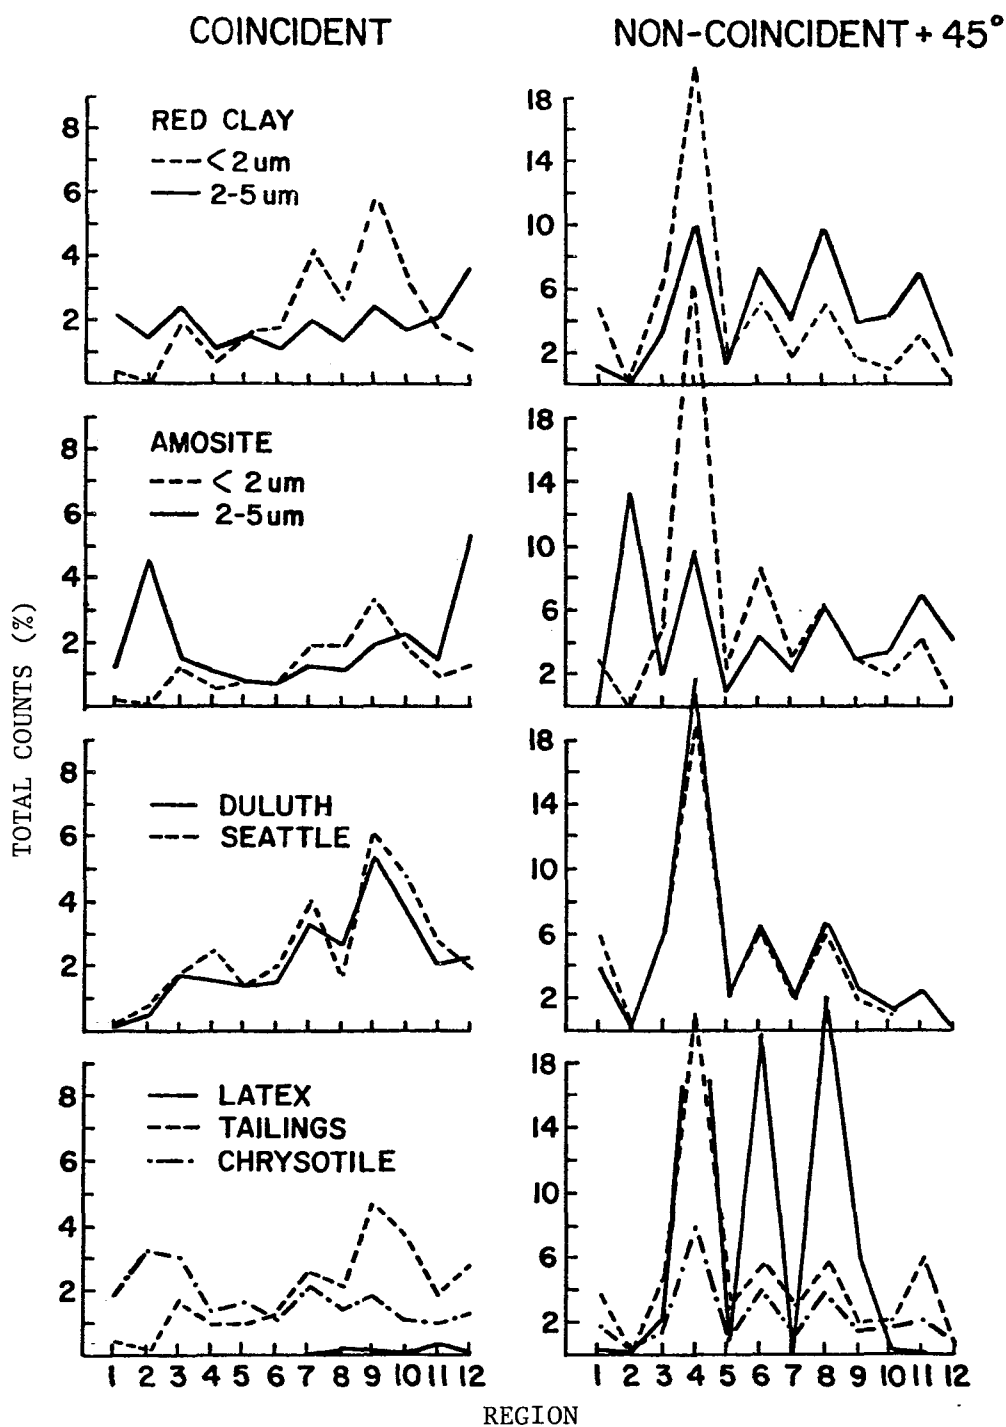 COINCIDENT
NON-COINCIDENT + 45°
RED CLAY
< 2 um
2-5 um
8
6
4
2
18
14
10
6
2
AMOSITE
< 2 um
2-5 um
8
6
4
2
18
14
10
6
2
TOTAL COUNTS (%)
DULUTH
SEATTLE
8
6
4
2
18
14
10
6
2
LATEX
TAILINGS
CHRYSOTILE
8
6
4
2
18
14
10
6
2
1 2 3 4 5 6 7 8 9 10 11 12
1 2 3 4 5 6 7 8 9 10 11 12
REGION